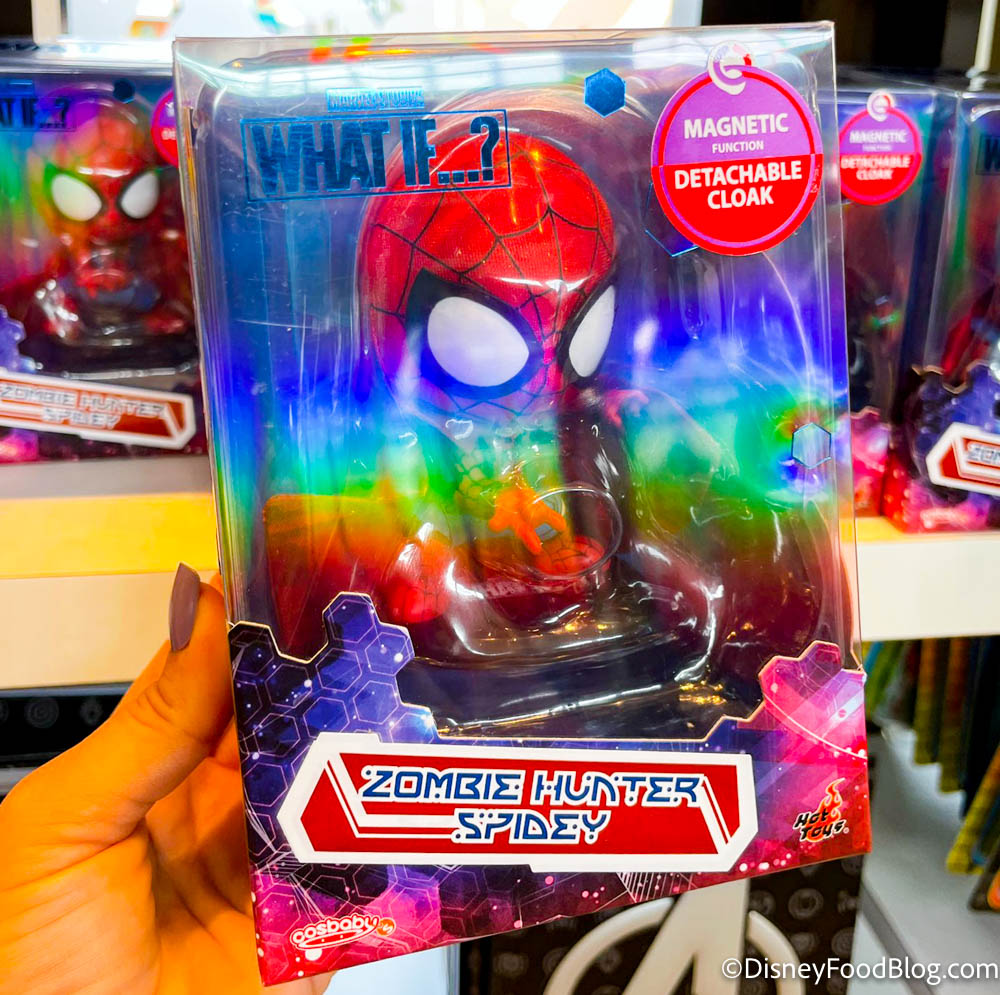 MARVEL STUDIOS
WHAT IF...?
MAGNETIC
FUNCTION
DETACHABLE
CLOAK
ZOMBIE HUNTER
SPIDEY
Hot
Toys®
cosbaby
MAGNETIC
FUNCTION
DETACHABLE
CLOAK
ZOMBIE HUNTER
SPIDEY
©DisneyFoodBlog.com